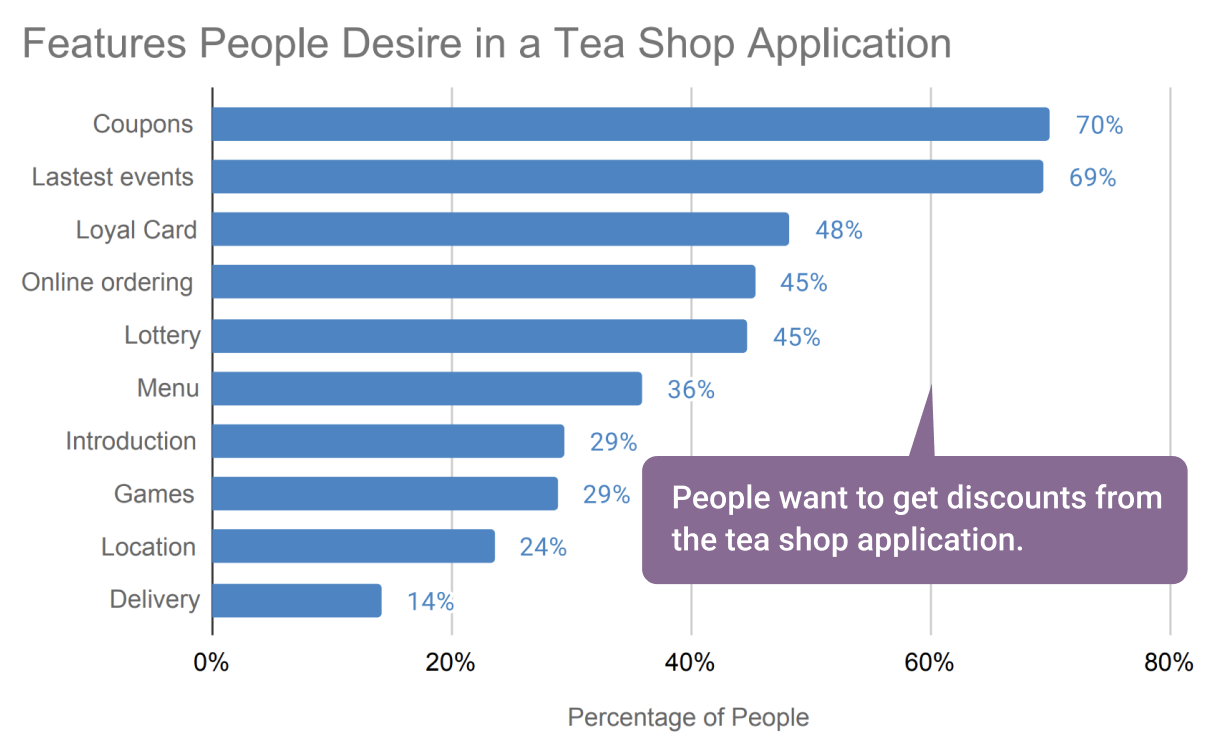 Features People Desire in a Tea Shop Application
Coupons 70%
Lastest events 69%
Loyal Card 48%
Online ordering 45%
Lottery 45%
Menu 36%
Introduction 29%
Games 29%
Location 24%
Delivery 14%
People want to get discounts from
the tea shop application.
0% 20% 40% 60% 80%
Percentage of People